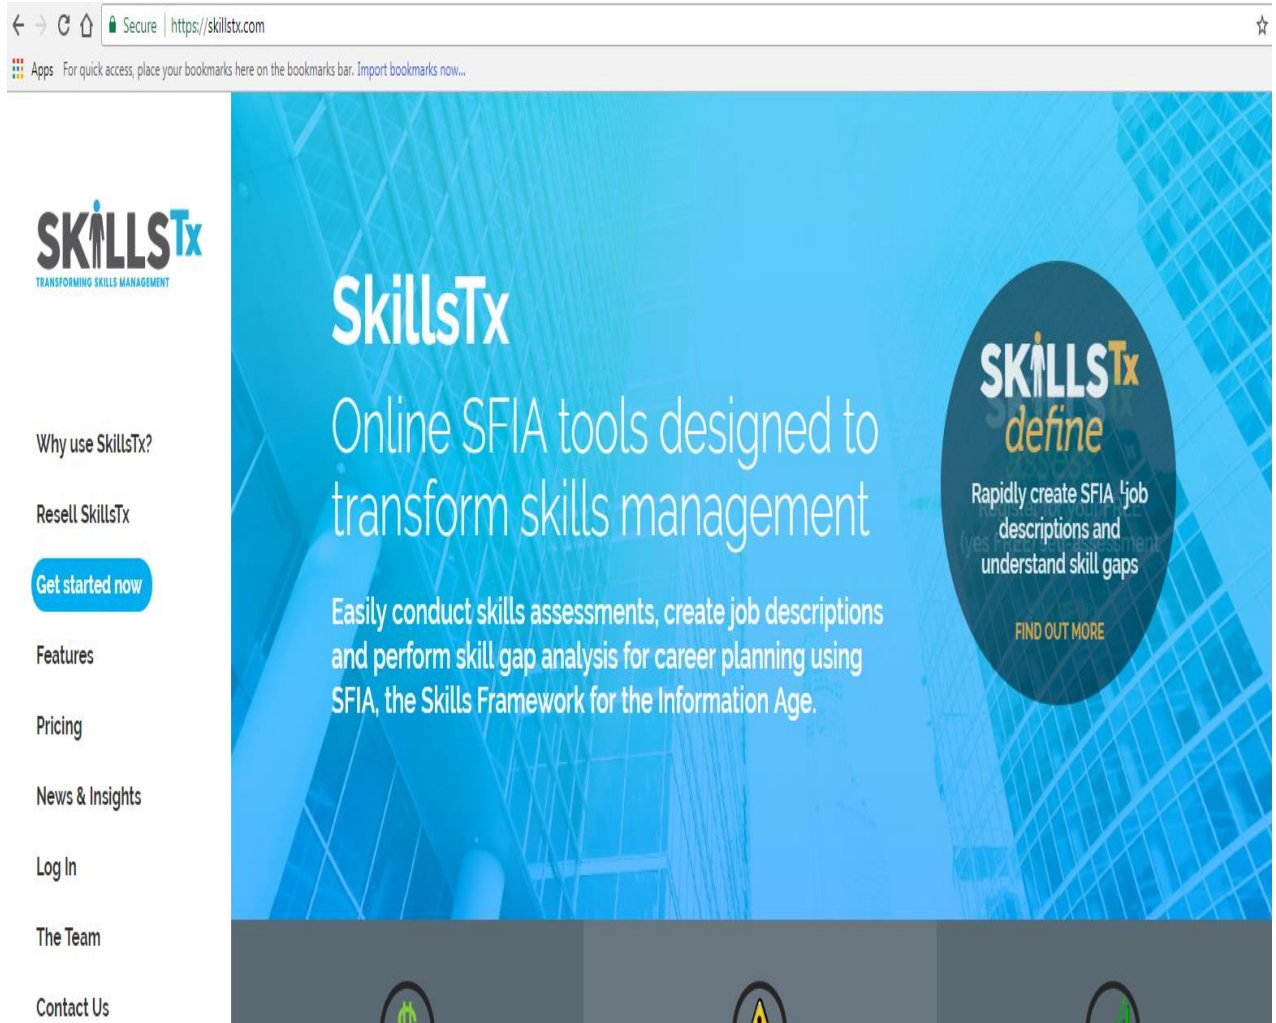 Secure | https://skillstx.com
Apps For quick access, place your bookmarks here on the bookmarks bar. Import bookmarks now...
SKILLSTx
TRANSFORMING SKILLS MANAGEMENT
Why use SkillsTx?
Resell SkillsTx
Get started now
Features
Pricing
News & Insights
Log In
The Team
Contact Us
SkillsTx
Online SFIA tools designed to
transform skills management
Easily conduct skills assessments, create job descriptions
and perform skill gap analysis for career planning using
SFIA, the Skills Framework for the Information Age.
SKILLSTx
define
Rapidly create SFIA job
descriptions and
understand skill gaps
FIND OUT MORE